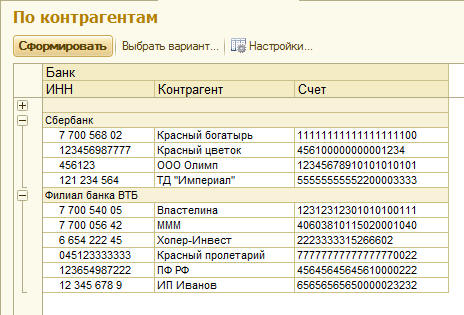 По контрагентам
Сформировать Выбрать вариант... Настройки...
Банк
ИНН Контрагент Счет
Сбербанк
7 700 568 02 Красный богатырь 11111111111111111100
123456987777 Красный цветок 456100000000001234
456123 ООО Олимп 12345678910101010101
121 234 564 ТД "Империал" 55555555552200003333
Филиал банка ВТБ
7 700 540 05 Властелина 12312312301010100111
7 700 056 42 МММ 40603810115020001040
6 654 222 45 Хопер-Инвест 2223333315266602
045123333333 Красный пролетарий 77777777777777770022
123654987222 ПФ РФ 45645645645610000222
12 345 678 9 ИП Иванов 65656565650000023232